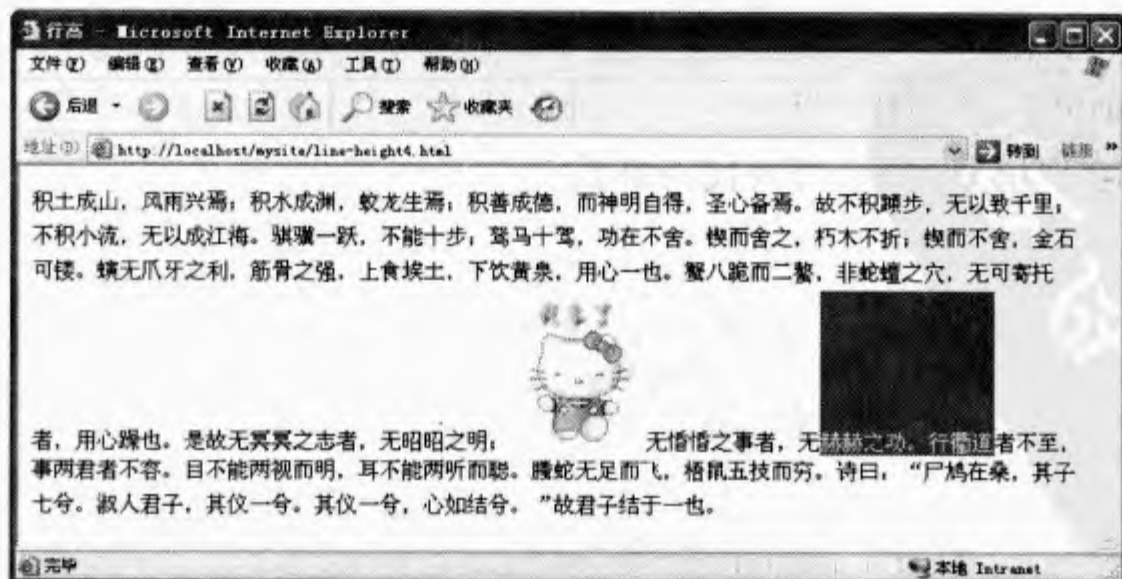 行高 - Microsoft Internet Explorer
文件(F) 编辑(E) 查看(V) 收藏(A) 工具(T) 帮助(H)
后退 搜索 收藏夹
地址(D) http://localhost/mysite/line-height4.html 转到 链接 »
积土成山，风雨兴焉；积水成渊，蛟龙生焉；积善成德，而神明自得，圣心备焉。故不积蹞步，无以致千里；
不积小流，无以成江海。骐骥一跃，不能十步；驽马十驾，功在不舍。锲而舍之，朽木不折；锲而不舍，金石
可镂。螾无爪牙之利，筋骨之强，上食埃土，下饮黄泉，用心一也。蟹八跪而二螯，非蛇蟺之穴，无可寄托
我来了
者，用心躁也。是故无冥冥之志者，无昭昭之明； 无惛惛之事者，无赫赫之功。行衢道者不至，
事两君者不容。目不能两视而明，耳不能两听而聪。螣蛇无足而飞，梧鼠五技而穷。诗曰：“尸鸠在桑，其子
七兮。淑人君子，其仪一兮。其仪一兮，心如结兮。”故君子结于一也。
完毕 本地 Intranet